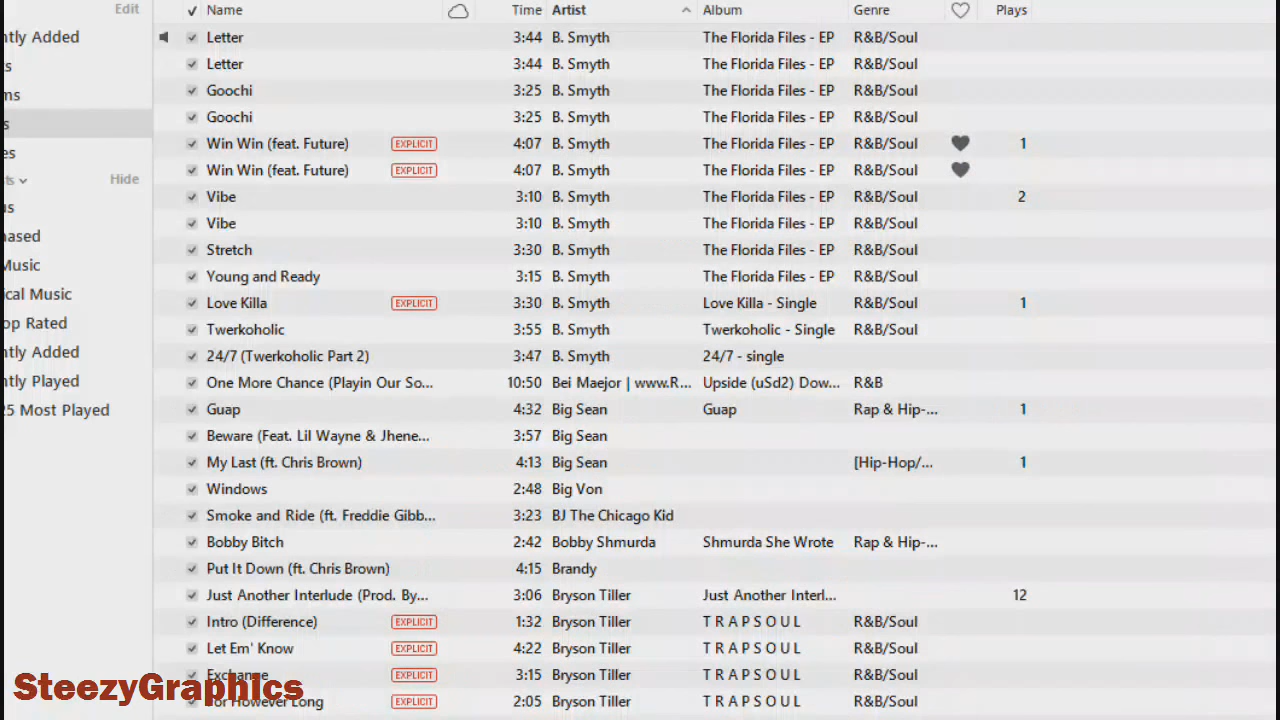 Edit ✓ Name Time Artist Album Genre Plays
ntly Added Letter 3:44 B. Smyth The Florida Files - EP R&B/Soul
s Letter 3:44 B. Smyth The Florida Files - EP R&B/Soul
ms Goochi 3:25 B. Smyth The Florida Files - EP R&B/Soul
s Goochi 3:25 B. Smyth The Florida Files - EP R&B/Soul
es Win Win (feat. Future) EXPLICIT 4:07 B. Smyth The Florida Files - EP R&B/Soul 1
sts Hide Win Win (feat. Future) EXPLICIT 4:07 B. Smyth The Florida Files - EP R&B/Soul
us Vibe 3:10 B. Smyth The Florida Files - EP R&B/Soul 2
hased Vibe 3:10 B. Smyth The Florida Files - EP R&B/Soul
Music Stretch 3:30 B. Smyth The Florida Files - EP R&B/Soul
ical Music Young and Ready 3:15 B. Smyth The Florida Files - EP R&B/Soul
Love Killa EXPLICIT 3:30 B. Smyth Love Killa - Single R&B/Soul 1
op Rated Twerkoholic 3:55 B. Smyth Twerkoholic - Single R&B/Soul
ntly Added 24/7 (Twerkoholic Part 2) 3:47 B. Smyth 24/7 - single
ntly Played One More Chance (Playin Our So... 10:50 Bei Maejor | www.R... Upside (uSd2) Dow... R&B
25 Most Played Guap 4:32 Big Sean Guap Rap & Hip-... 1
Beware (Feat. Lil Wayne & Jhene... 3:57 Big Sean
My Last (ft. Chris Brown) 4:13 Big Sean [Hip-Hop/... 1
Windows 2:48 Big Von
Smoke and Ride (ft. Freddie Gibb... 3:23 BJ The Chicago Kid
Bobby Bitch 2:42 Bobby Shmurda Shmurda She Wrote Rap & Hip-...
Put It Down (ft. Chris Brown) 4:15 Brandy
Just Another Interlude (Prod. By... 3:06 Bryson Tiller Just Another Interl... 12
Intro (Difference) EXPLICIT 1:32 Bryson Tiller T R A P S O U L R&B/Soul
Let Em' Know EXPLICIT 4:22 Bryson Tiller T R A P S O U L R&B/Soul
Exchange EXPLICIT 3:15 Bryson Tiller T R A P S O U L R&B/Soul
For However Long EXPLICIT 2:05 Bryson Tiller T R A P S O U L R&B/Soul
SteezyGraphics